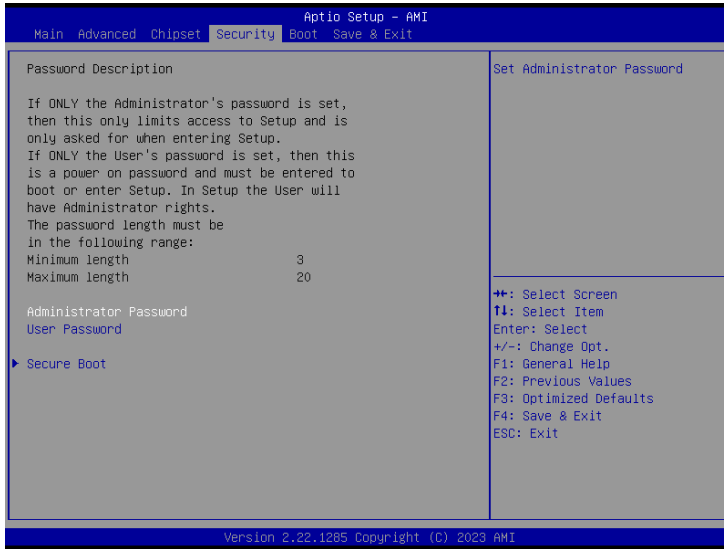 Aptio Setup – AMI
Main Advanced Chipset Security Boot Save & Exit
Password Description
If ONLY the Administrator's password is set,
then this only limits access to Setup and is
only asked for when entering Setup.
If ONLY the User's password is set, then this
is a power on password and must be entered to
boot or enter Setup. In Setup the User will
have Administrator rights.
The password length must be
in the following range:
Minimum length 3
Maximum length 20
Administrator Password
User Password
Secure Boot
Set Administrator Password
→←: Select Screen
↑↓: Select Item
Enter: Select
+/-: Change Opt.
F1: General Help
F2: Previous Values
F3: Optimized Defaults
F4: Save & Exit
ESC: Exit
Version 2.22.1285 Copyright (C) 2023 AMI